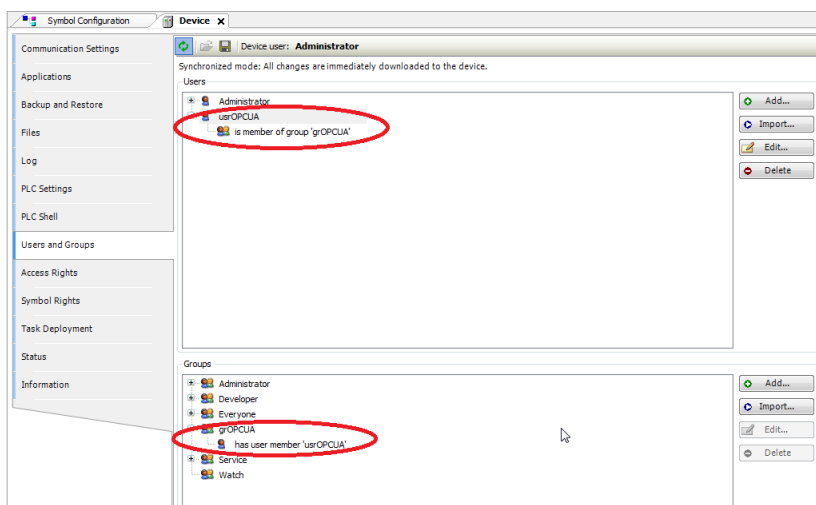 Symbol Configuration
Device
Communication Settings
Applications
Backup and Restore
Files
Log
PLC Settings
PLC Shell
Users and Groups
Access Rights
Symbol Rights
Task Deployment
Status
Information
Device user: Administrator
Synchronized mode: All changes are immediately downloaded to the device.
Users
Administrator
usrOPCUA
is member of group 'grOPCUA'
Add...
Import...
Edit...
Delete
Groups
Administrator
Developer
Everyone
grOPCUA
has user member 'usrOPCUA'
Service
Watch
Add...
Import...
Edit...
Delete